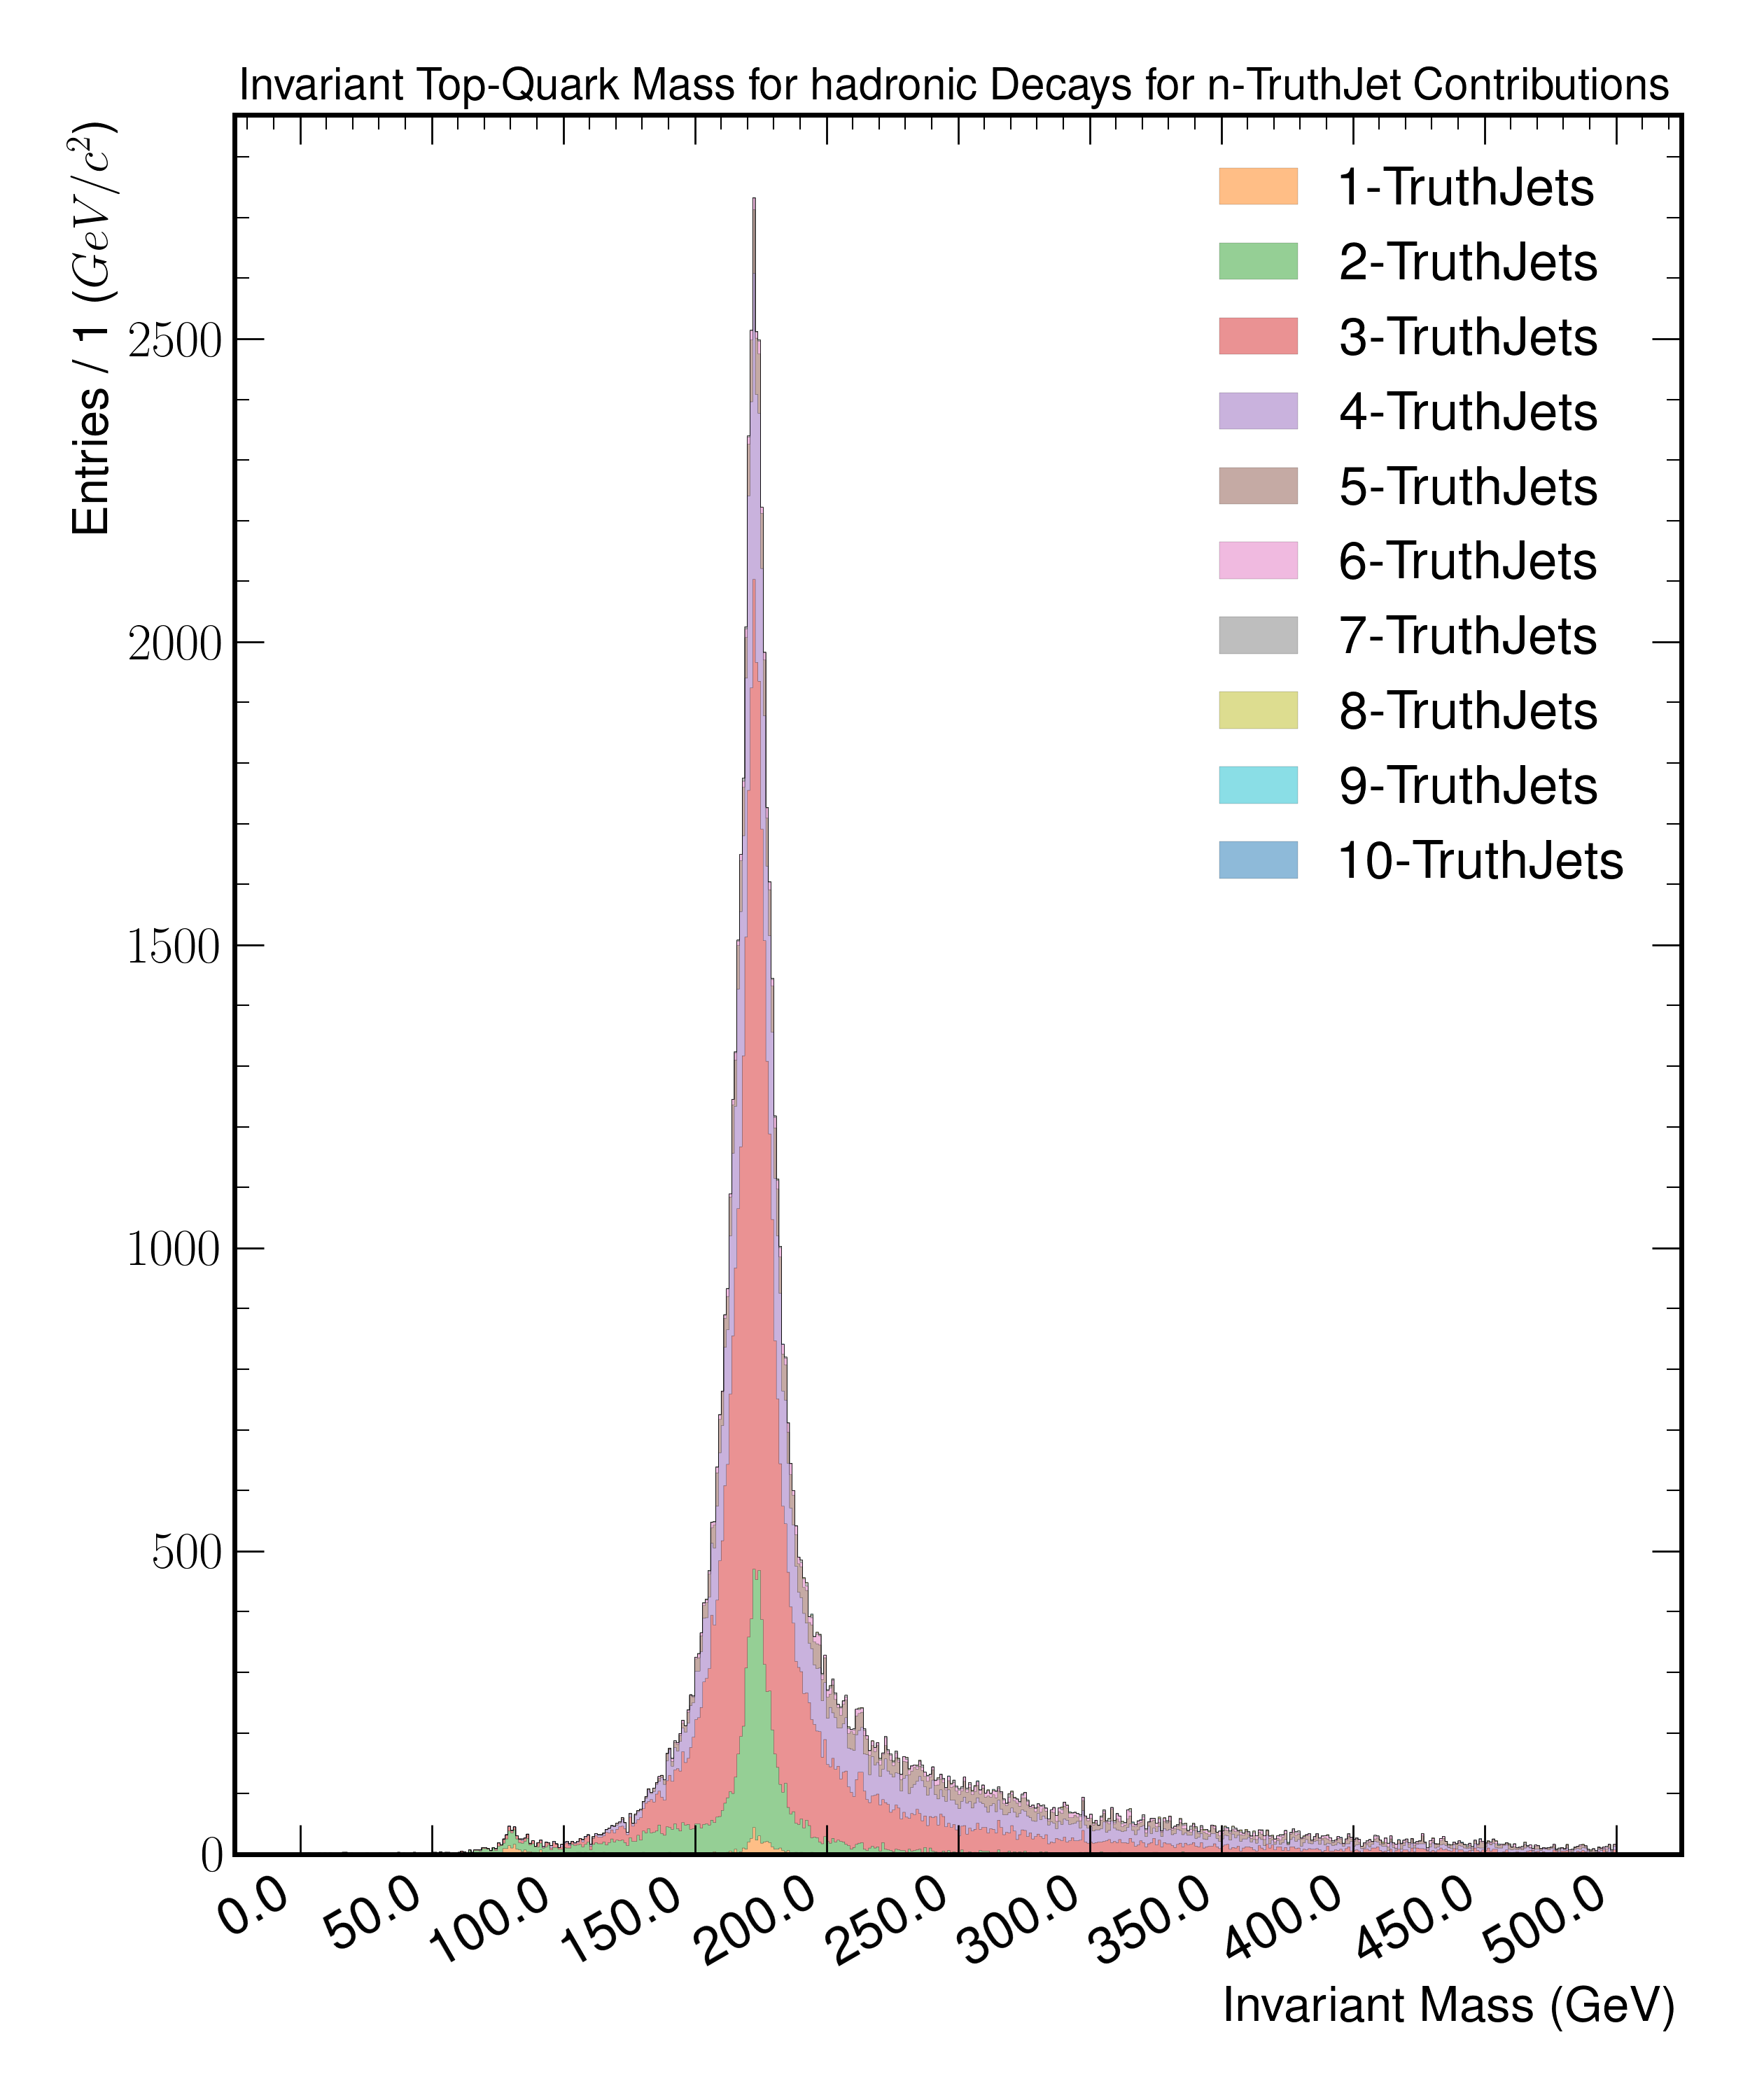 Invariant Top-Quark Mass for hadronic Decays for n-TruthJet Contributions
Entries / 1 (GeV/c²)
2500
2000
1500
1000
500
0
1-TruthJets
2-TruthJets
3-TruthJets
4-TruthJets
5-TruthJets
6-TruthJets
7-TruthJets
8-TruthJets
9-TruthJets
10-TruthJets
0.0 50.0 100.0 150.0 200.0 250.0 300.0 350.0 400.0 450.0 500.0
Invariant Mass (GeV)